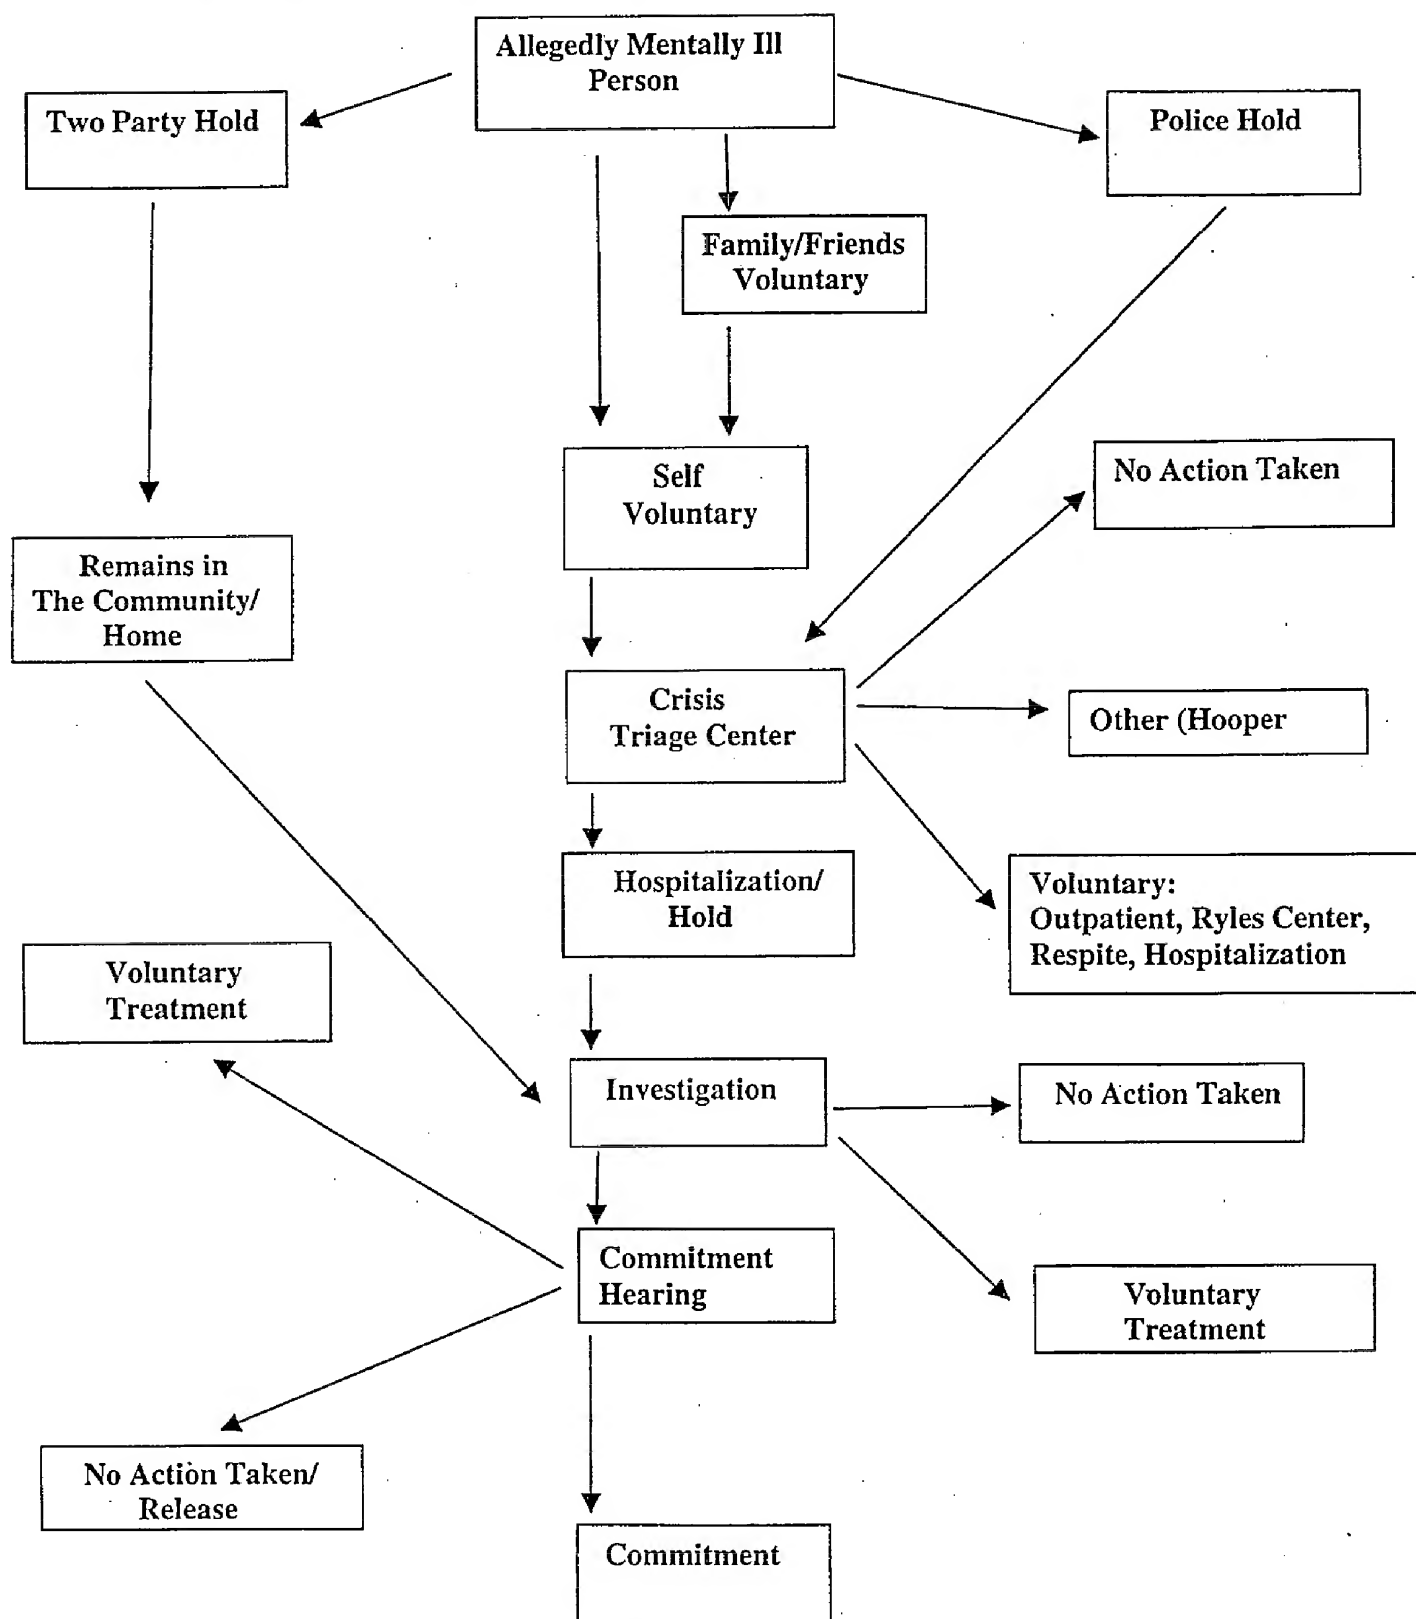 Allegedly Mentally Ill
Person
Two Party Hold
Police Hold
Family/Friends
Voluntary
Self
Voluntary
No Action Taken
Remains in
The Community/
Home
Crisis
Triage Center
Other (Hooper
Hospitalization/
Hold
Voluntary:
Outpatient, Ryles Center,
Respite, Hospitalization
Voluntary
Treatment
Investigation
No Action Taken
Commitment
Hearing
Voluntary
Treatment
No Action Taken/
Release
Commitment